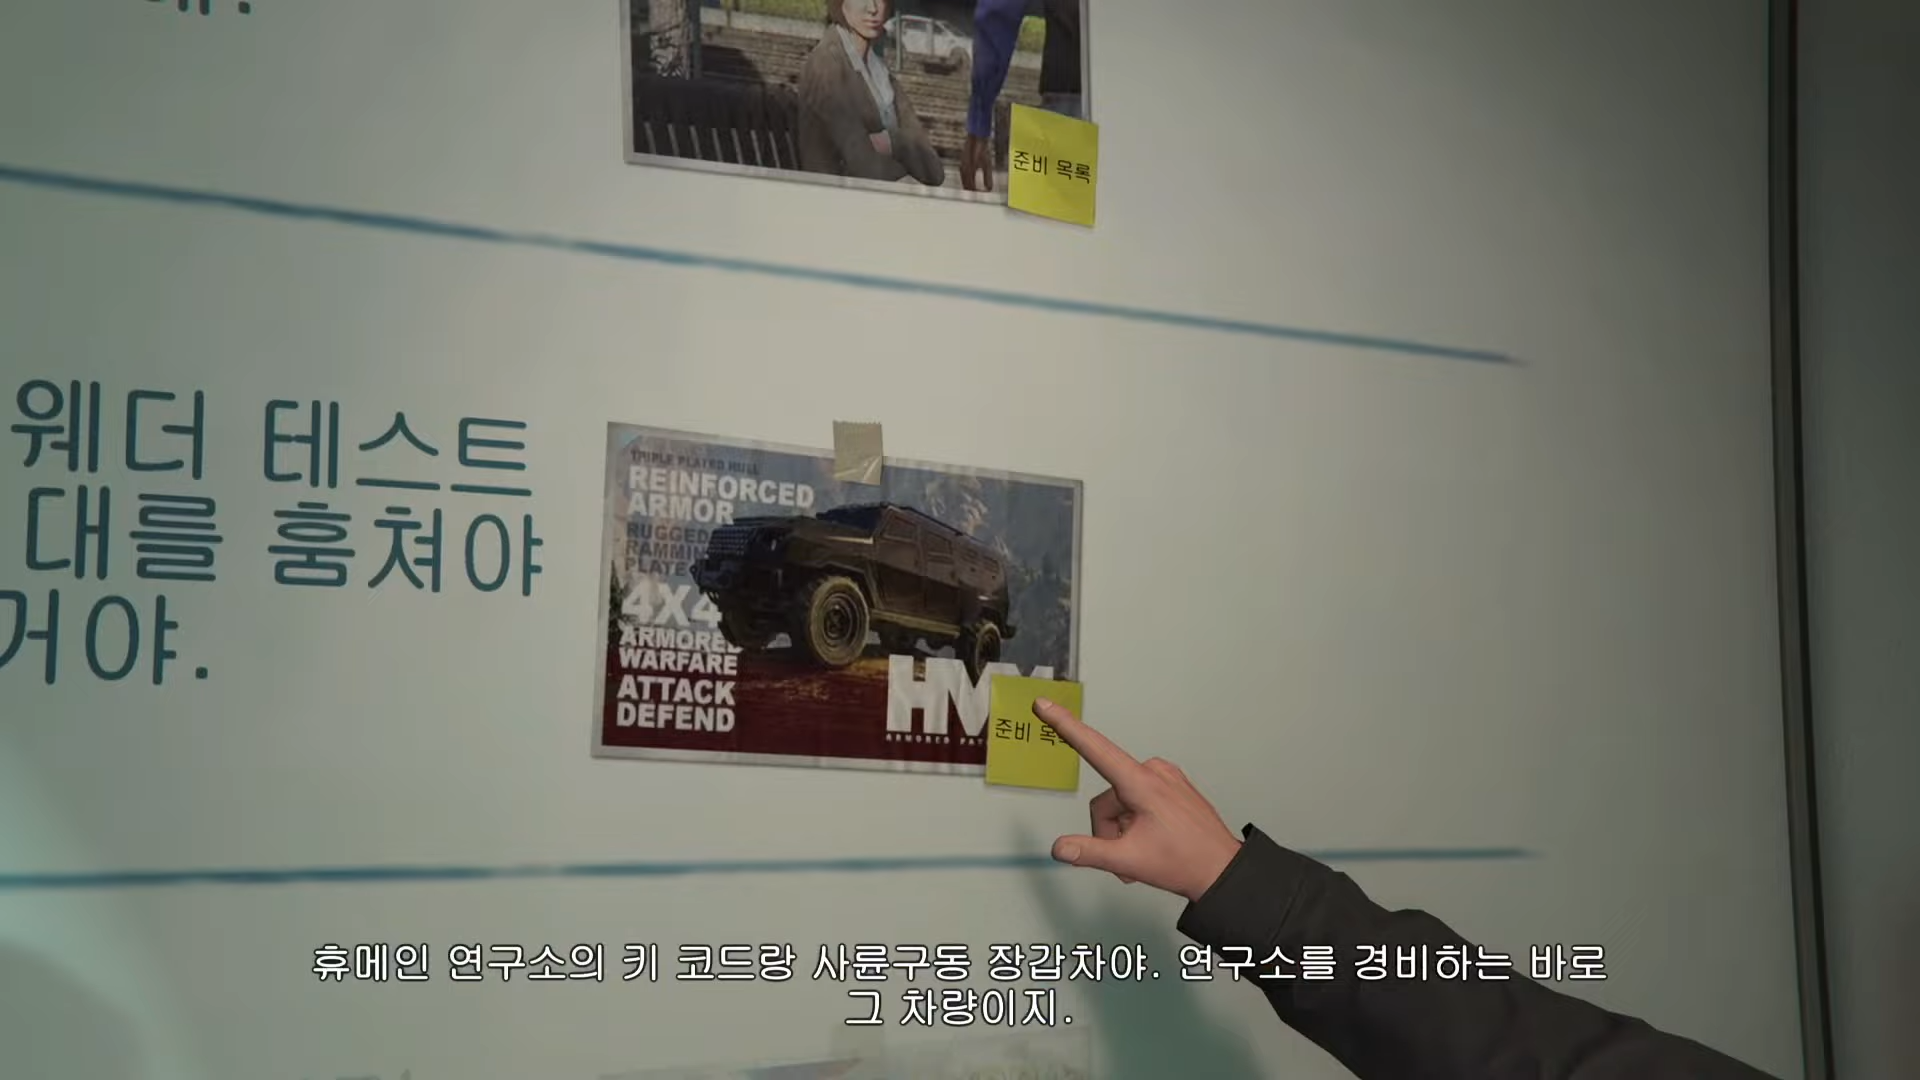 준비 목록
웨더 테스트
대를 훔쳐야
거야.
TRIPLE PLATED HULL
REINFORCED
ARMOR
RUGGED
RAMMIN
PLATE
4X4
ARMORED
WARFARE
ATTACK
DEFEND
ARMORED
준비
휴메인 연구소의 키 코드랑 사륜구동 장갑차야. 연구소를 경비하는 바로
그 차량이지.